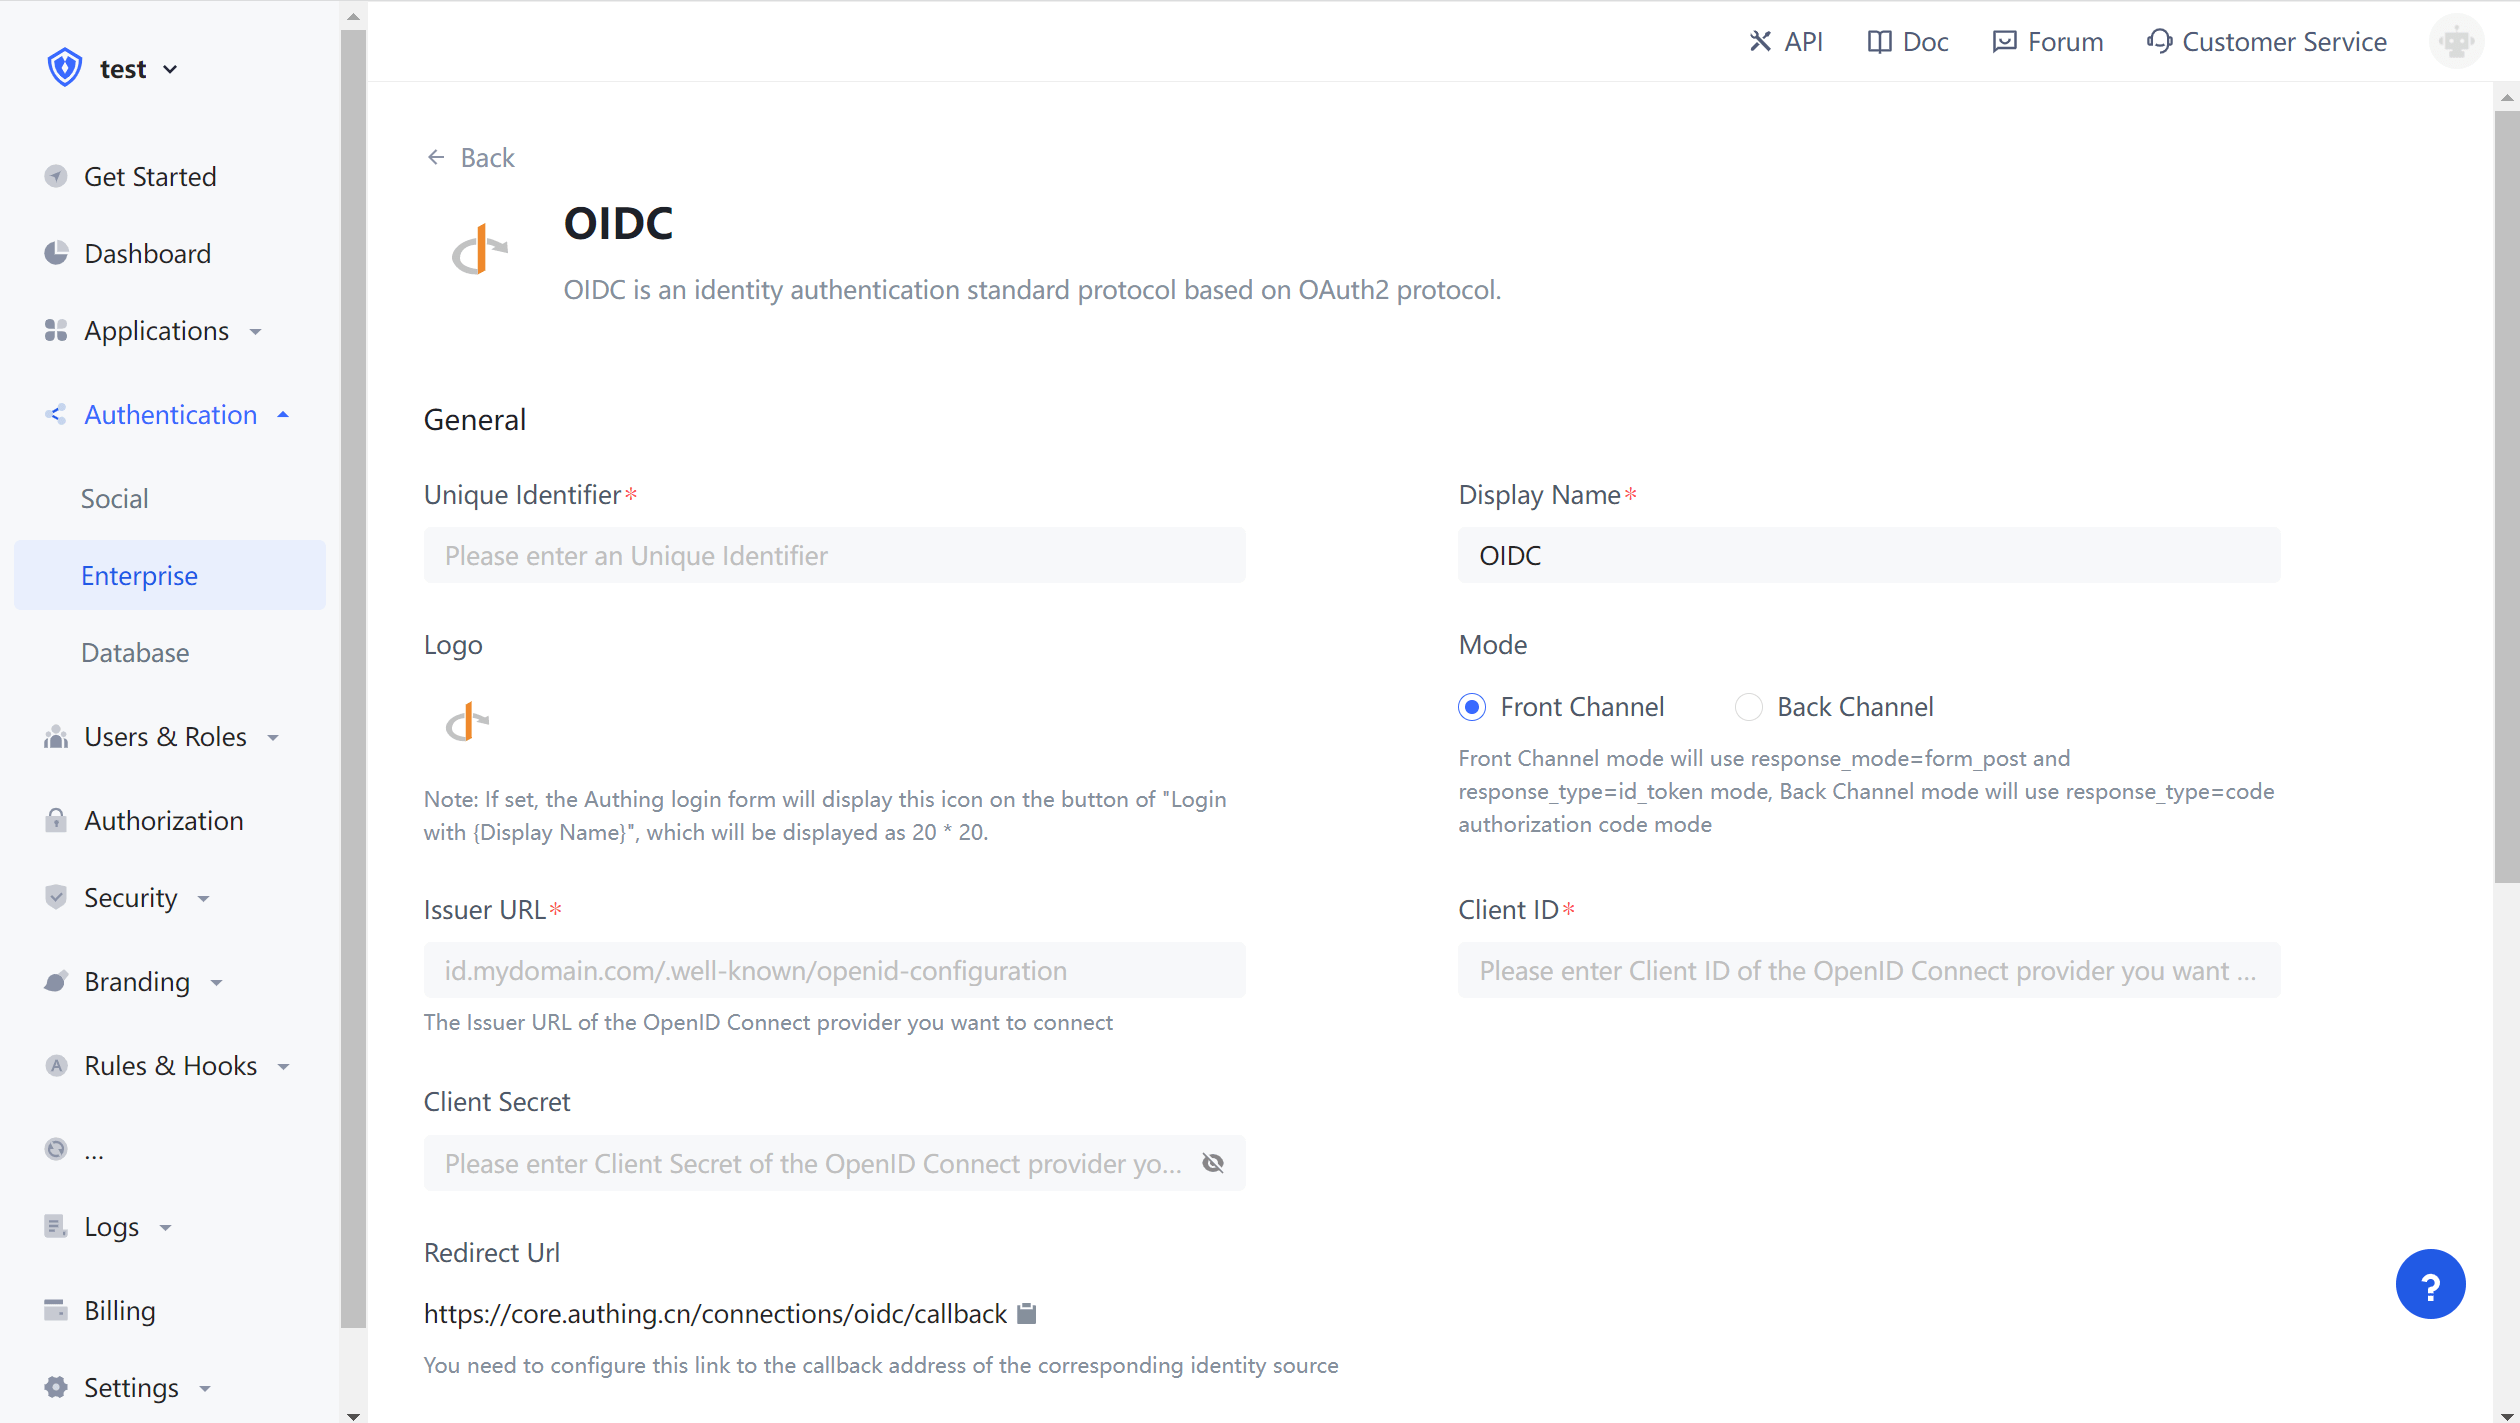 test
API
Doc
Forum
Customer Service
Get Started
Dashboard
Applications
Authentication
Social
Enterprise
Database
Users & Roles
Authorization
Security
Branding
Rules & Hooks
...
Logs
Billing
Settings
Back
OIDC
OIDC is an identity authentication standard protocol based on OAuth2 protocol.
General
Unique Identifier*
Please enter an Unique Identifier
Display Name*
OIDC
Logo
Note: If set, the Authing login form will display this icon on the button of "Login
with {Display Name}", which will be displayed as 20 * 20.
Mode
Front Channel
Back Channel
Front Channel mode will use response_mode=form_post and
response_type=id_token mode, Back Channel mode will use response_type=code
authorization code mode
Issuer URL*
id.mydomain.com/.well-known/openid-configuration
The Issuer URL of the OpenID Connect provider you want to connect
Client ID*
Please enter Client ID of the OpenID Connect provider you want ...
Client Secret
Please enter Client Secret of the OpenID Connect provider yo...
Redirect Url
https://core.authing.cn/connections/oidc/callback
You need to configure this link to the callback address of the corresponding identity source
?